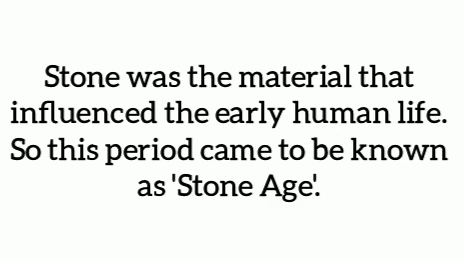 Stone was the material that
influenced the early human life.
So this period came to be known
as 'Stone Age'.